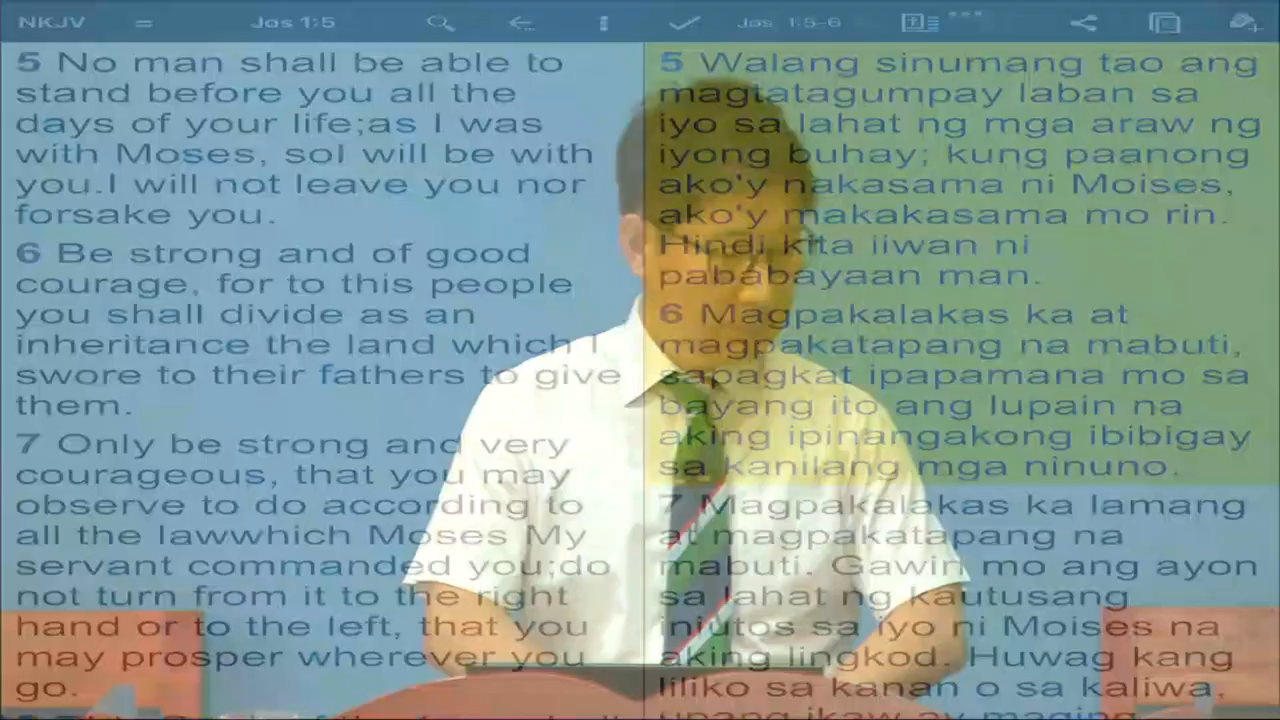 NKJV = Jos 1:5
5 No man shall be able to
stand before you all the
days of your life;as I was
with Moses, soI will be with
you.I will not leave you nor
forsake you.
6 Be strong and of good
courage, for to this people
you shall divide as an
inheritance the land which I
swore to their fathers to give
them.
7 Only be strong and very
courageous, that you may
observe to do according to
all the lawwhich Moses My
servant commanded you;do
not turn from it to the right
hand or to the left, that you
may prosper wherever you
go.
Jos 1:5-6
5 Walang sinumang tao ang
magtatagumpay laban sa
iyo sa lahat ng mga araw ng
iyong buhay; kung paanong
ako'y nakasama ni Moises,
ako'y makakasama mo rin.
Hindi kita iiwan ni
pababayaan man.
6 Magpakalakas ka at
magpakatapang na mabuti,
sapagkat ipapamana mo sa
bayang ito ang lupain na
aking ipinangakong ibibigay
sa kanilang mga ninuno.
7 Magpakalakas ka lamang
at magpakatapang na
mabuti. Gawin mo ang ayon
sa lahat ng kautusang
iniutos sa iyo ni Moises na
aking lingkod. Huwag kang
liliko sa kanan o sa kaliwa,
upang ikaw ay maging